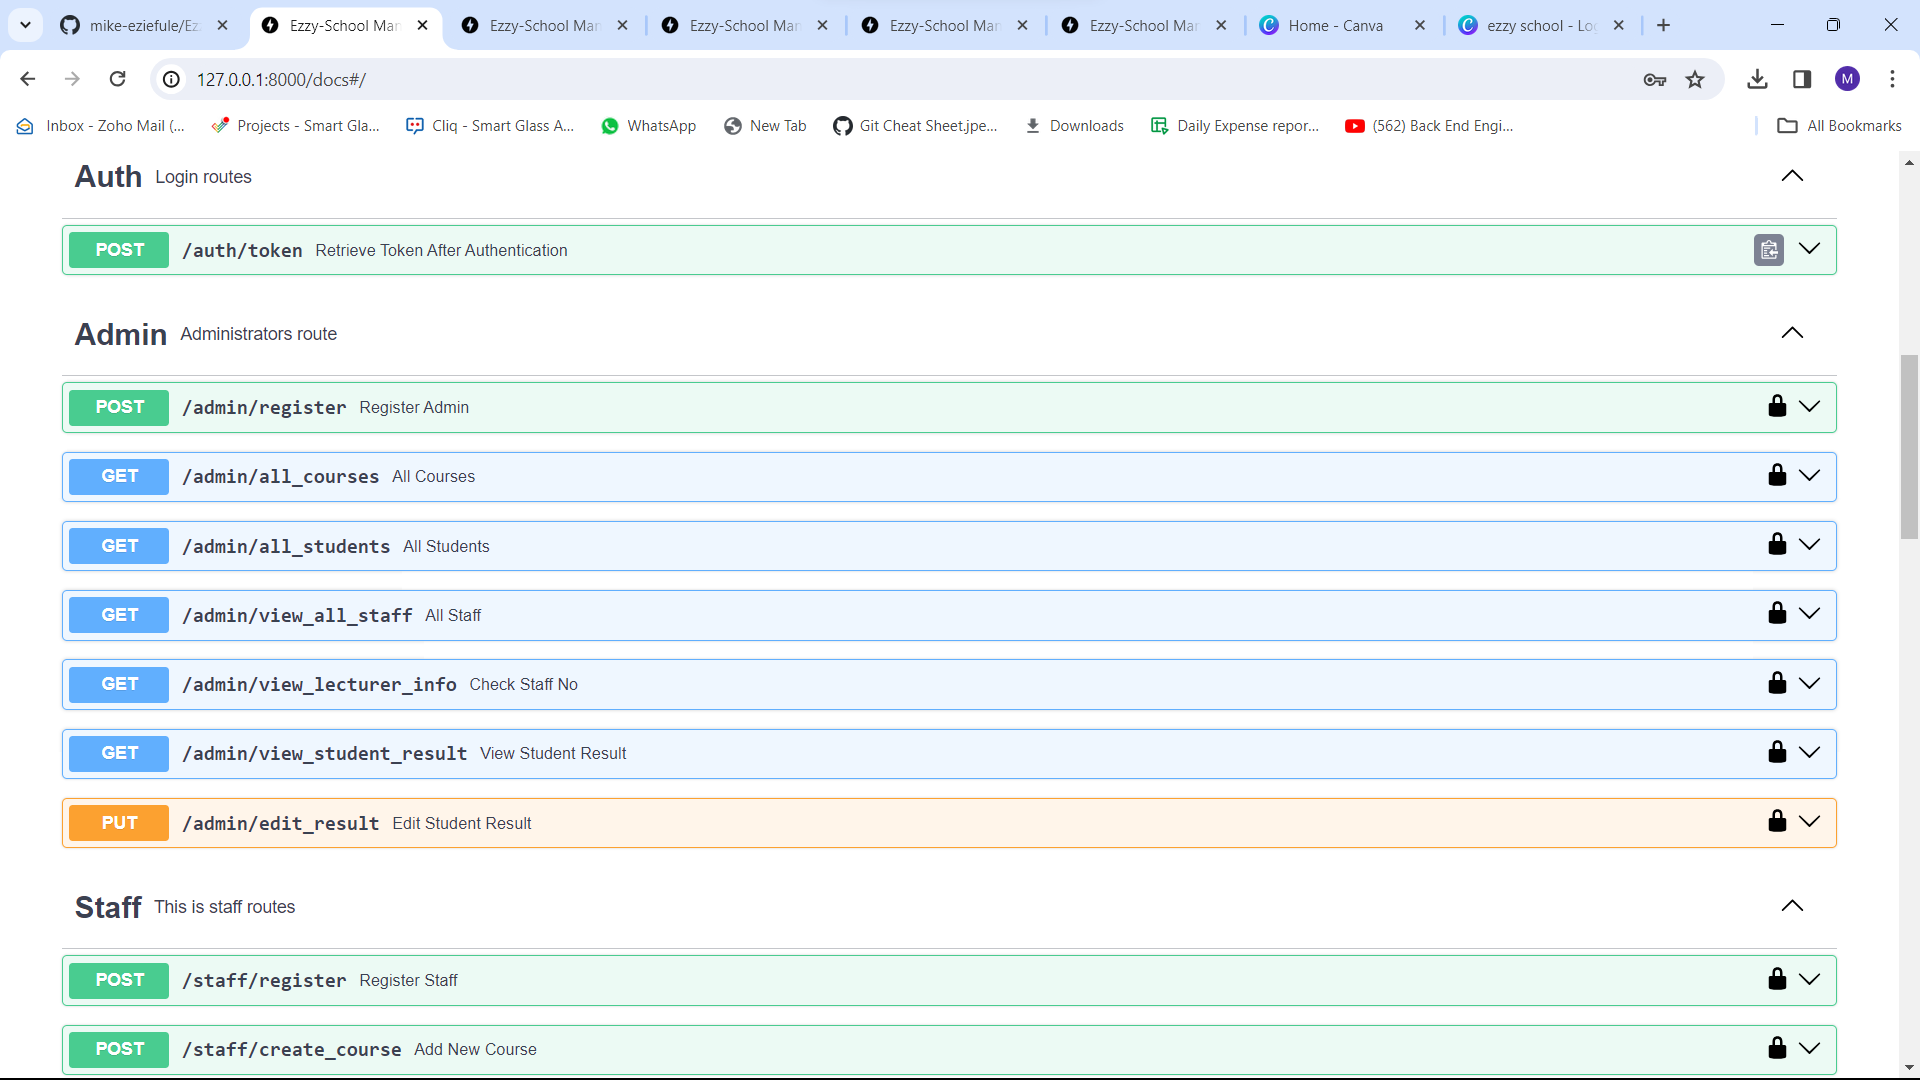 mike-eziefule/Ez
Ezzy-School Man
Ezzy-School Man
Ezzy-School Man
Ezzy-School Man
Ezzy-School Man
Home - Canva
ezzy school - Lo
127.0.0.1:8000/docs#/
M
Inbox - Zoho Mail (...
Projects - Smart Gla...
Cliq - Smart Glass A...
WhatsApp
New Tab
Git Cheat Sheet.jpe...
Downloads
Daily Expense repor...
(562) Back End Engi...
All Bookmarks
Auth Login routes
POST /auth/token Retrieve Token After Authentication
Admin Administrators route
POST /admin/register Register Admin
GET /admin/all_courses All Courses
GET /admin/all_students All Students
GET /admin/view_all_staff All Staff
GET /admin/view_lecturer_info Check Staff No
GET /admin/view_student_result View Student Result
PUT /admin/edit_result Edit Student Result
Staff This is staff routes
POST /staff/register Register Staff
POST /staff/create_course Add New Course